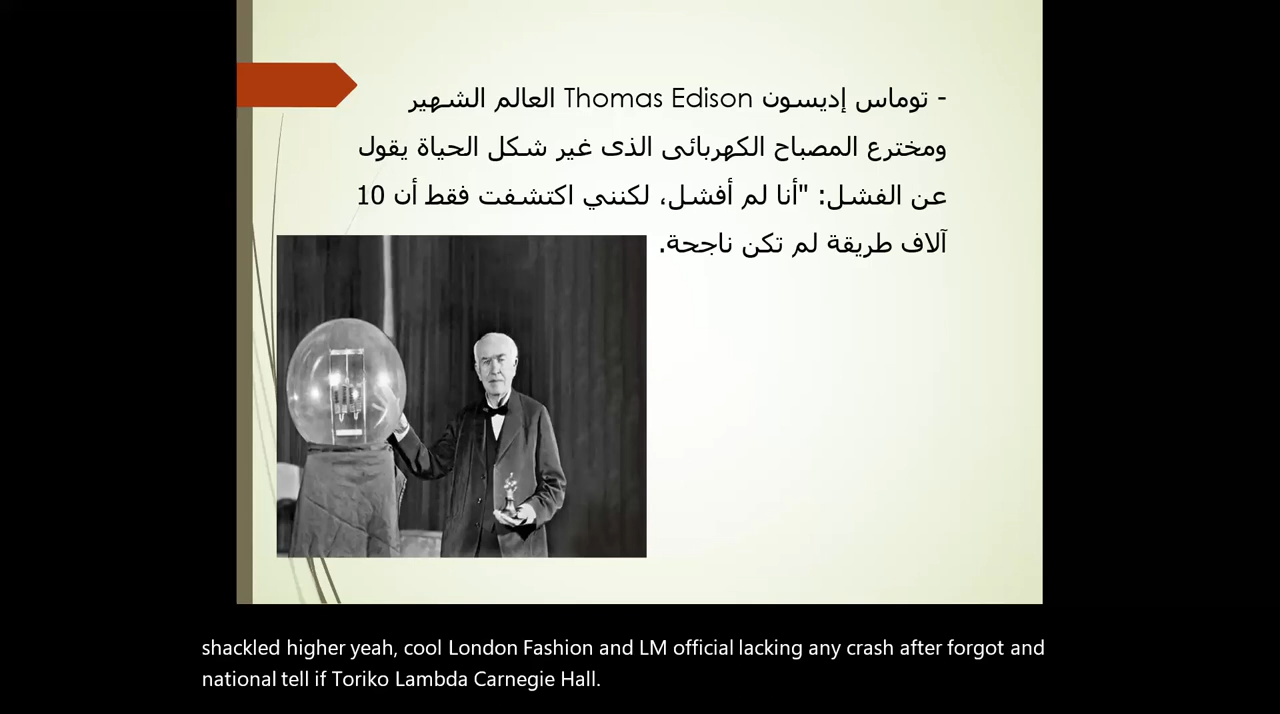 - توماس إديسون Thomas Edison العالم الشهير
ومخترع المصباح الكهربائى الذى غير شكل الحياة يقول
عن الفشل: "أنا لم أفشل، لكنني اكتشفت فقط أن 10
آلاف طريقة لم تكن ناجحة.
shackled higher yeah, cool London Fashion and LM official lacking any crash after forgot and
national tell if Toriko Lambda Carnegie Hall.